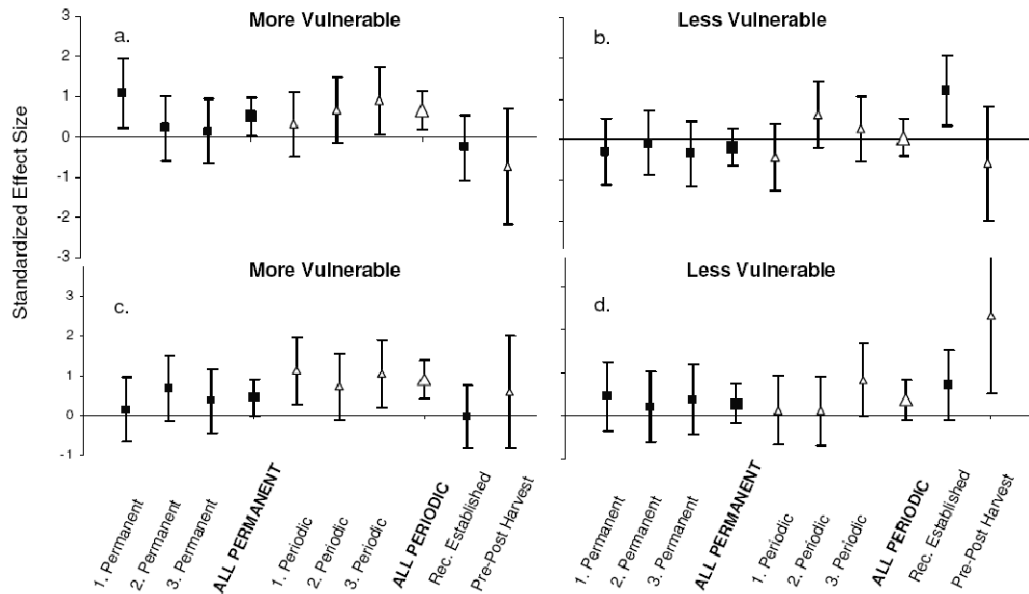 More Vulnerable
Less Vulnerable
a.
b.
3
2
1
0
-1
-2
-3
Standardized Effect Size
More Vulnerable
Less Vulnerable
c.
d.
3
2
1
0
-1
1. Permanent
2. Permanent
3. Permanent
ALL PERMANENT
1. Periodic
2. Periodic
3. Periodic
ALL PERIODIC
Rec. Established
Pre-Post Harvest
1. Permanent
2. Permanent
3. Permanent
ALL PERMANENT
1. Periodic
2. Periodic
3. Periodic
ALL PERIODIC
Rec. Established
Pre-Post Harvest